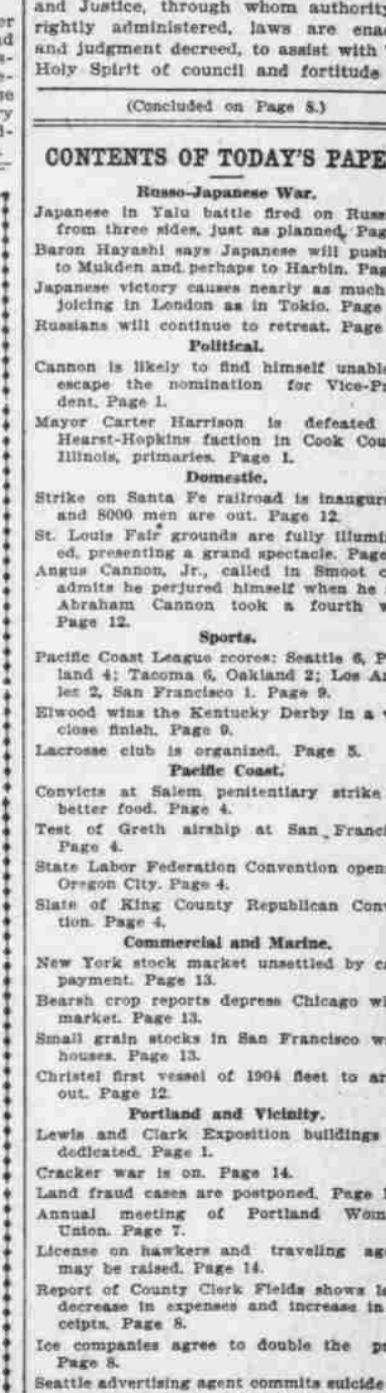 and Justice, through whom authority
rightly administered, laws are enac
and judgment decreed, to assist with
Holy Spirit of council and fortitude
(Concluded on Page 8.)
CONTENTS OF TODAY'S PAPE
Russo-Japanese War.
Japanese in Yalu battle fired on Russ
from three sides, just as planned, Pag
Baron Hayashi says Japanese will push
to Mukden and perhaps to Harbin. Pag
Japanese victory causes nearly as much
joicing in London as in Tokio. Page
Russians will continue to retreat. Page
Political.
Cannon is likely to find himself unable
escape the nomination for Vice-Pr
dent. Page 1.
Mayor Carter Harrison is defeated
Hearst-Hopkins faction in Cook Cou
Illinois, primaries. Page 1.
Domestic.
Strike on Santa Fe railroad is inaugur
and 8000 men are out. Page 12.
St. Louis Fair grounds are fully illumi
ed, presenting a grand spectacle. Page
Angus Cannon, Jr., called in Smoot c
admits he perjured himself when he
Abraham Cannon took a fourth w
Page 12.
Sports.
Pacific Coast League scores: Seattle 6, P
land 4; Tacoma 6, Oakland 2; Los An
les 2, San Francisco 1. Page 9.
Elwood wins the Kentucky Derby in a
close finish. Page 9.
Lacrosse club is organized. Page 5.
Pacific Coast.
Convicts at Salem penitentiary strike
better food. Page 4.
Test of Greth airship at San Franci
Page 4.
State Labor Federation Convention open
Oregon City. Page 4.
Slate of King County Republican Conv
tion. Page 4.
Commercial and Marine.
New York stock market unsettled by c
payment. Page 13.
Bearsh crop reports depress Chicago wh
market. Page 13.
Small grain stocks in San Francisco w
houses. Page 13.
Christel first vessel of 1904 fleet to ar
out. Page 12.
Portland and Vicinity.
Lewis and Clark Exposition buildings
dedicated. Page 1.
Cracker war is on. Page 14.
Land fraud cases are postponed. Page 1
Annual meeting of Portland Wom
Union. Page 7.
License on hawkers and traveling age
may be raised. Page 14.
Report of County Clerk Fields shows l
decrease in expenses and increase in
ceipts. Page 8.
Ice companies agree to double the pr
Page 8.
Seattle advertising agent commits suicide